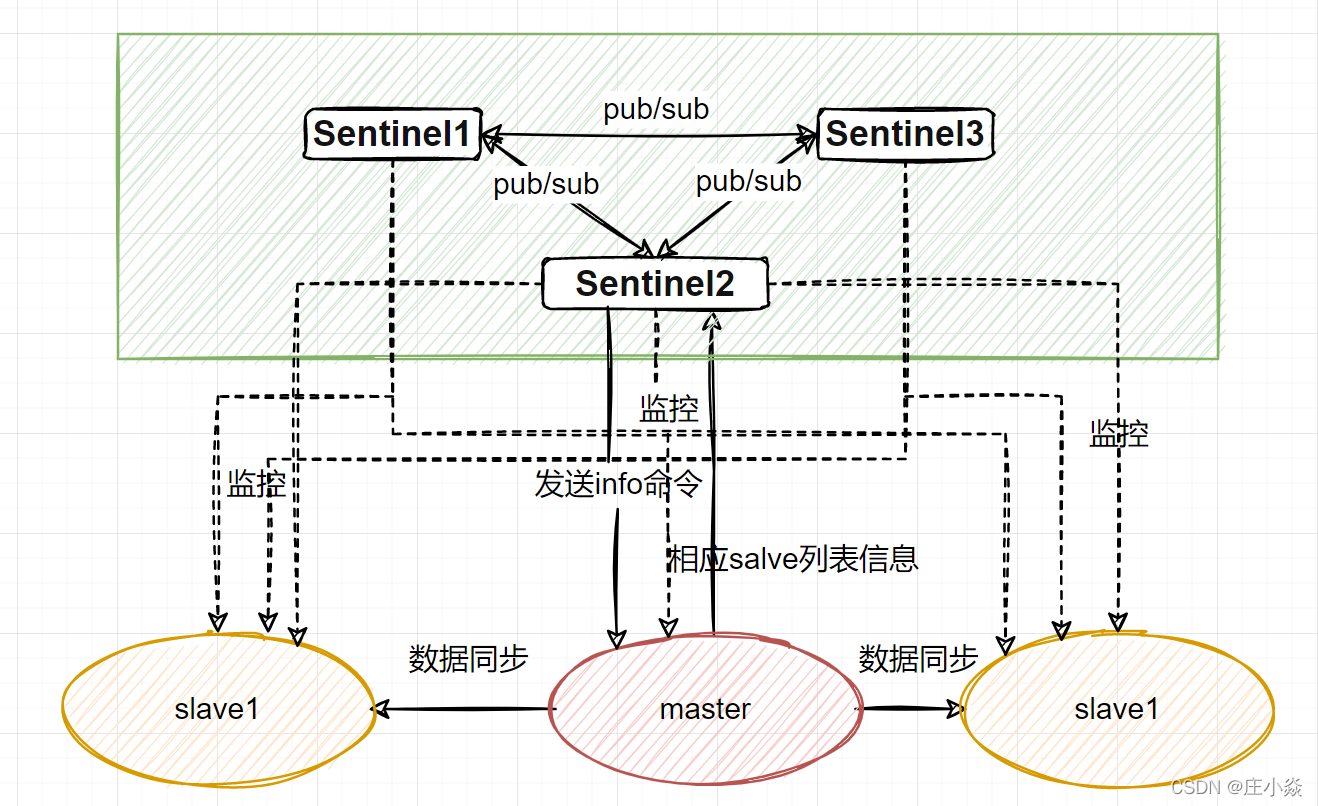 pub/sub
Sentinel1
Sentinel3
pub/sub
pub/sub
Sentinel2
监控
监控
监控
发送info命令
相应salve列表信息
数据同步
数据同步
slave1
master
slave1
CSDN @庄小焱